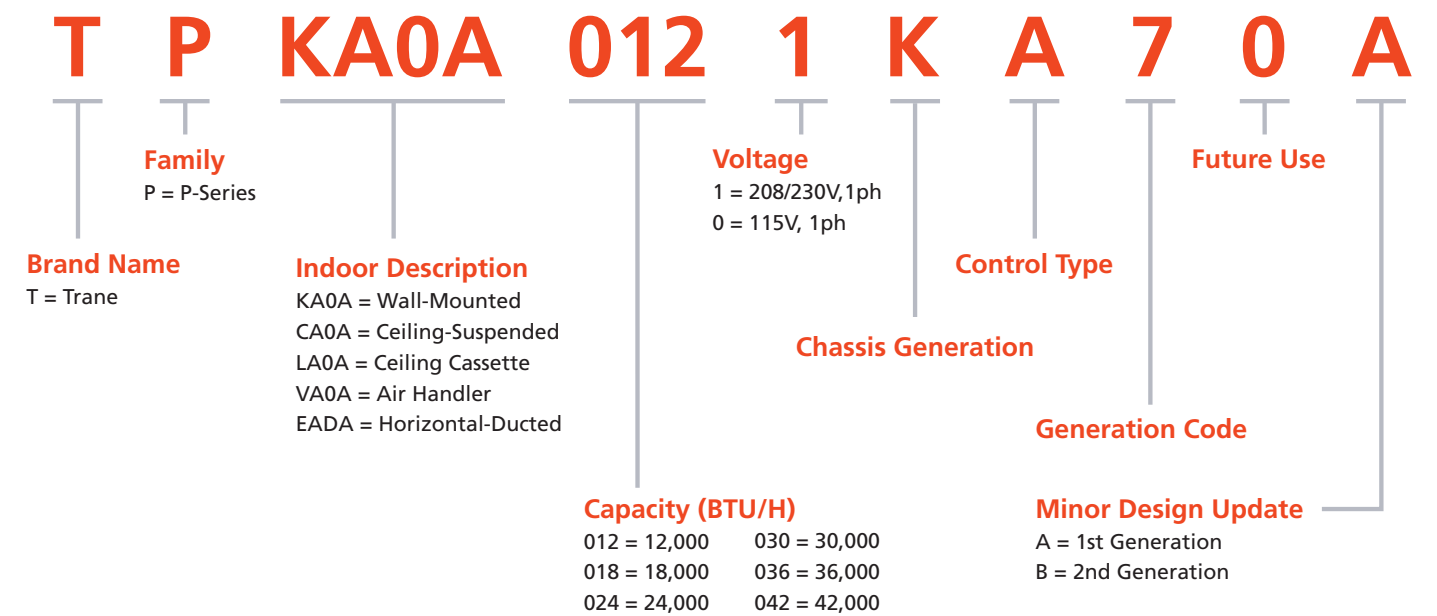 T P KA0A 012 1 K A 7 0 A
Family
P = P-Series
Voltage
1 = 208/230V,1ph
0 = 115V, 1ph
Future Use
Brand Name
T = Trane
Indoor Description
KA0A = Wall-Mounted
CA0A = Ceiling-Suspended
LA0A = Ceiling Cassette
VA0A = Air Handler
EADA = Horizontal-Ducted
Control Type
Chassis Generation
Generation Code
Capacity (BTU/H)
012 = 12,000 030 = 30,000
018 = 18,000 036 = 36,000
024 = 24,000 042 = 42,000
Minor Design Update
A = 1st Generation
B = 2nd Generation